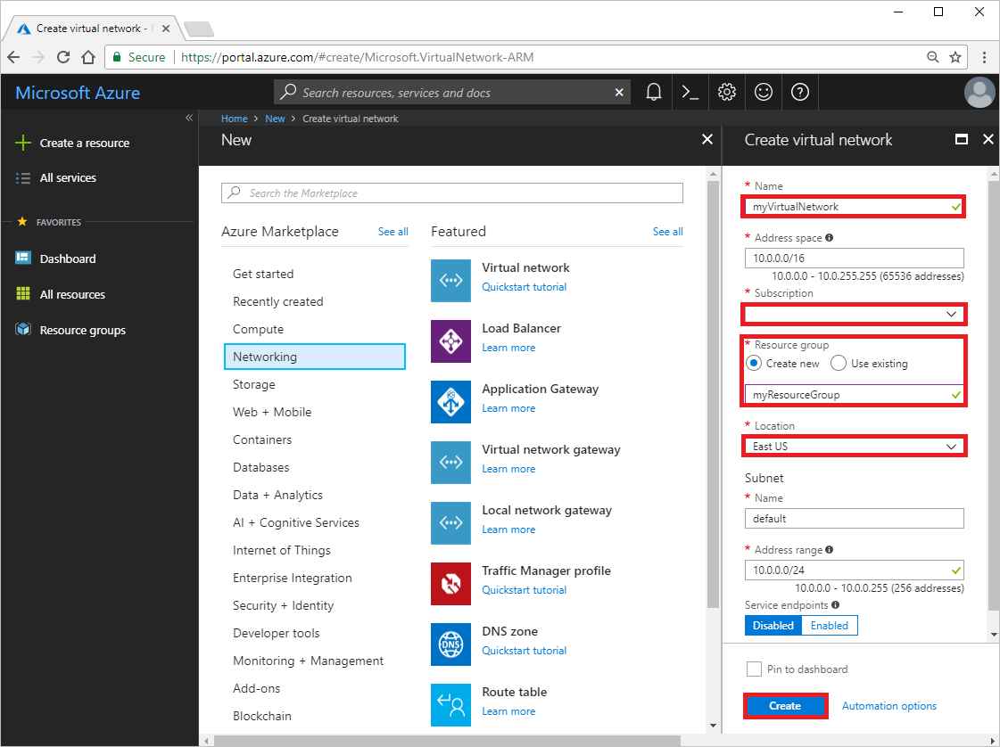 Create virtual network -
Secure
https://portal.azure.com/#create/Microsoft.VirtualNetwork-ARM
Microsoft Azure
Search resources, services and docs
Create a resource
All services
FAVORITES
Dashboard
All resources
Resource groups
Home > New > Create virtual network
New
Search the Marketplace
Azure Marketplace
See all
Get started
Recently created
Compute
Networking
Storage
Web + Mobile
Containers
Databases
Data + Analytics
AI + Cognitive Services
Internet of Things
Enterprise Integration
Security + Identity
Developer tools
Monitoring + Management
Add-ons
Blockchain
Featured
See all
Virtual network
Quickstart tutorial
Load Balancer
Learn more
Application Gateway
Learn more
Virtual network gateway
Learn more
Local network gateway
Learn more
Traffic Manager profile
Quickstart tutorial
DNS
DNS zone
Quickstart tutorial
Route table
Learn more
Create virtual network
* Name
myVirtualNetwork
* Address space
10.0.0.0/16
10.0.0.0 - 10.0.255.255 (65536 addresses)
* Subscription
* Resource group
Create new
Use existing
myResourceGroup
* Location
East US
Subnet
* Name
default
* Address range
10.0.0.0/24
10.0.0.0 - 10.0.0.255 (256 addresses)
Service endpoints
Disabled
Enabled
Pin to dashboard
Create
Automation options